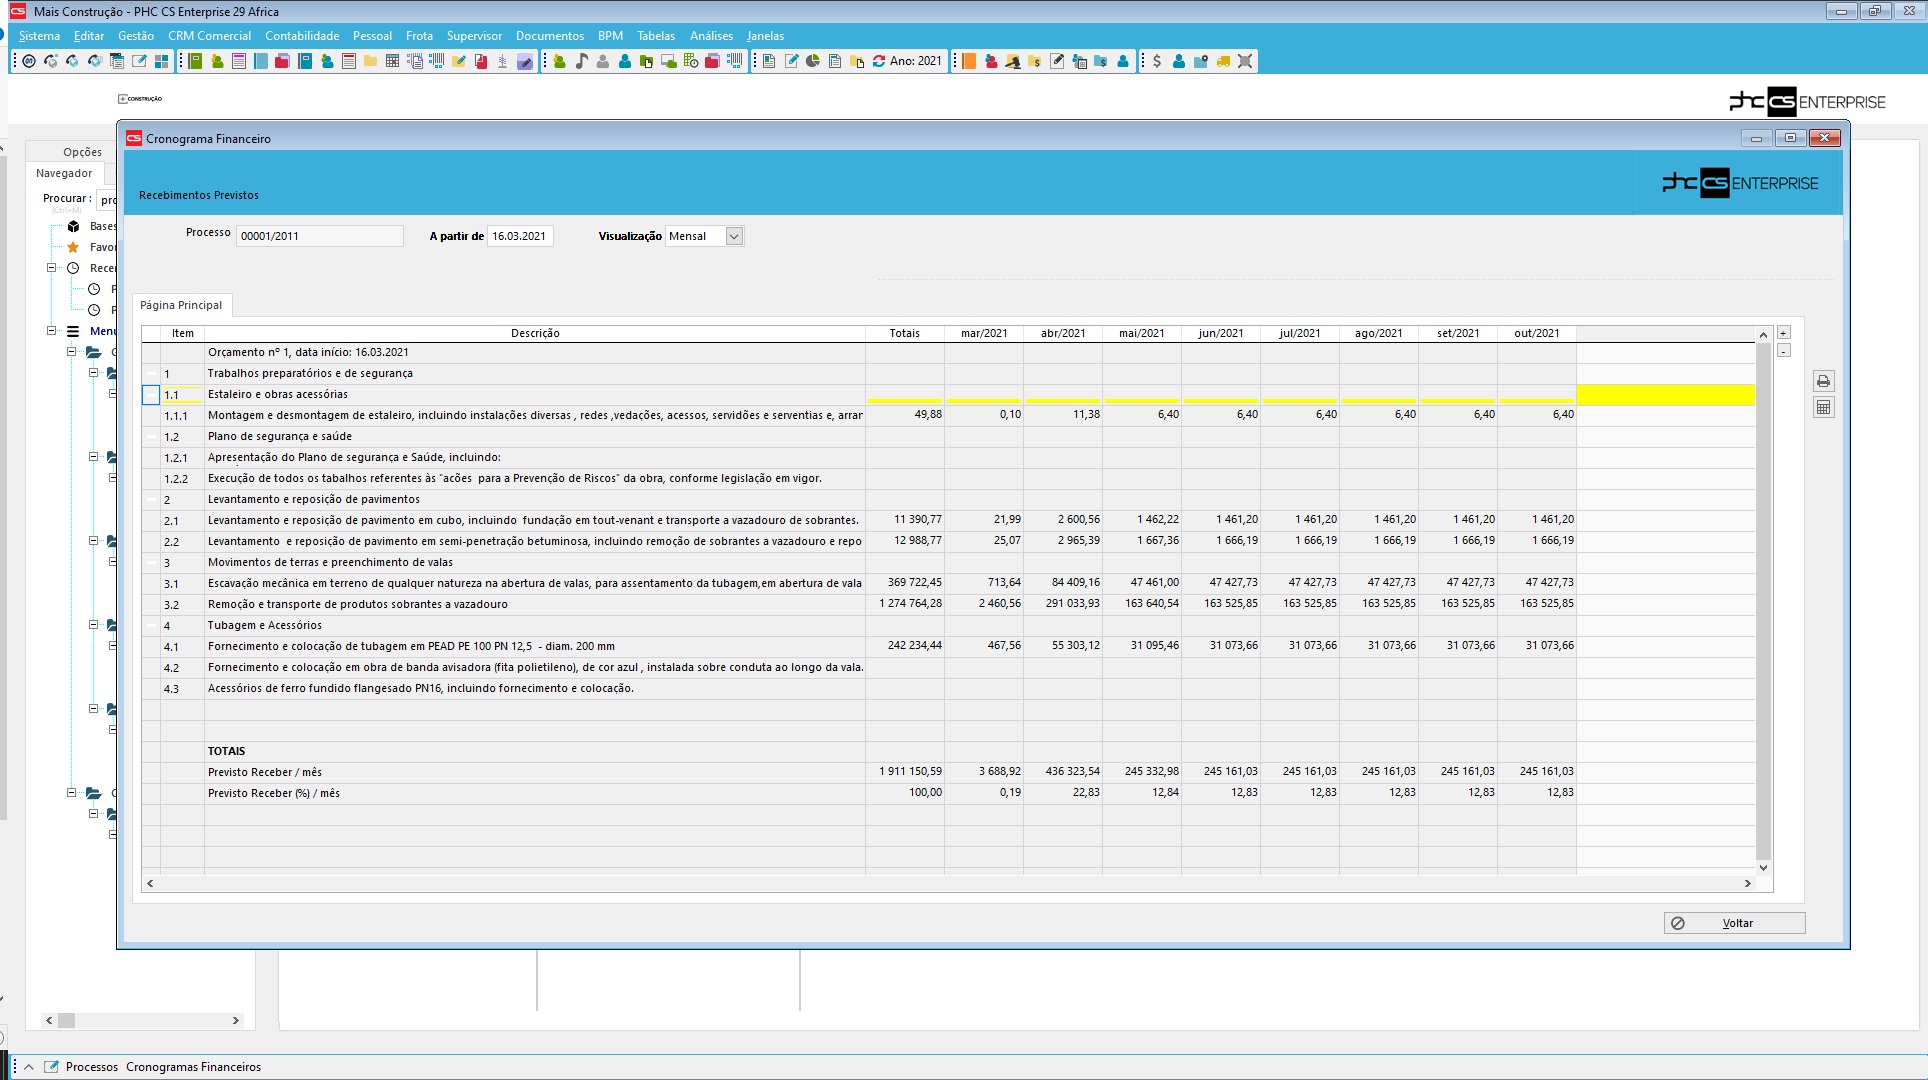 Mais Construção - PHC CS Enterprise 29 Africa
Sistema Editar Gestão CRM Comercial Contabilidade Pessoal Frota Supervisor Documentos BPM Tabelas Análises Janelas
Ano: 2021
CONSTRUÇÃO
phc CS ENTERPRISE
Opções
Navegador
Procurar :
(Ctrl+M)
Bases
Favor
Recer
Menu
CS Cronograma Financeiro
Recebimentos Previstos
phc CS ENTERPRISE
Processo 00001/2011 A partir de 16.03.2021 Visualização Mensal
Página Principal
Item Descrição Totais mar/2021 abr/2021 mai/2021 jun/2021 jul/2021 ago/2021 set/2021 out/2021
Orçamento nº 1, data início: 16.03.2021
1 Trabalhos preparatórios e de segurança
1.1 Estaleiro e obras acessórias
1.1.1 Montagem e desmontagem de estaleiro, incluindo instalações diversas , redes ,vedações, acessos, servidões e serventias e, arrar 49,88 0,10 11,38 6,40 6,40 6,40 6,40 6,40 6,40
1.2 Plano de segurança e saúde
1.2.1 Apresentação do Plano de segurança e Saúde, incluindo:
1.2.2 Execução de todos os tabalhos referentes às "acões para a Prevenção de Riscos" da obra, conforme legislação em vigor.
2 Levantamento e reposição de pavimentos
2.1 Levantamento e reposição de pavimento em cubo, incluindo fundação em tout-venant e transporte a vazadouro de sobrantes. 11 390,77 21,99 2 600,56 1 462,22 1 461,20 1 461,20 1 461,20 1 461,20 1 461,20
2.2 Levantamento e reposição de pavimento em semi-penetração betuminosa, incluindo remoção de sobrantes a vazadouro e repo 12 988,77 25,07 2 965,39 1 667,36 1 666,19 1 666,19 1 666,19 1 666,19 1 666,19
3 Movimentos de terras e preenchimento de valas
3.1 Escavação mecânica em terreno de qualquer natureza na abertura de valas, para assentamento da tubagem,em abertura de vala 369 722,45 713,64 84 409,16 47 461,00 47 427,73 47 427,73 47 427,73 47 427,73 47 427,73
3.2 Remoção e transporte de produtos sobrantes a vazadouro 1 274 764,28 2 460,56 291 033,93 163 640,54 163 525,85 163 525,85 163 525,85 163 525,85 163 525,85
4 Tubagem e Acessórios
4.1 Fornecimento e colocação de tubagem em PEAD PE 100 PN 12,5 - diam. 200 mm 242 234,44 467,56 55 303,12 31 095,46 31 073,66 31 073,66 31 073,66 31 073,66 31 073,66
4.2 Fornecimento e colocação em obra de banda avisadora (fita polietileno), de cor azul , instalada sobre conduta ao longo da vala.
4.3 Acessórios de ferro fundido flangesado PN16, incluindo fornecimento e colocação.
TOTAIS
Previsto Receber / mês 1 911 150,59 3 688,92 436 323,54 245 332,98 245 161,03 245 161,03 245 161,03 245 161,03 245 161,03
Previsto Receber (%) / mês 100,00 0,19 22,83 12,84 12,83 12,83 12,83 12,83 12,83
Voltar
Processos Cronogramas Financeiros